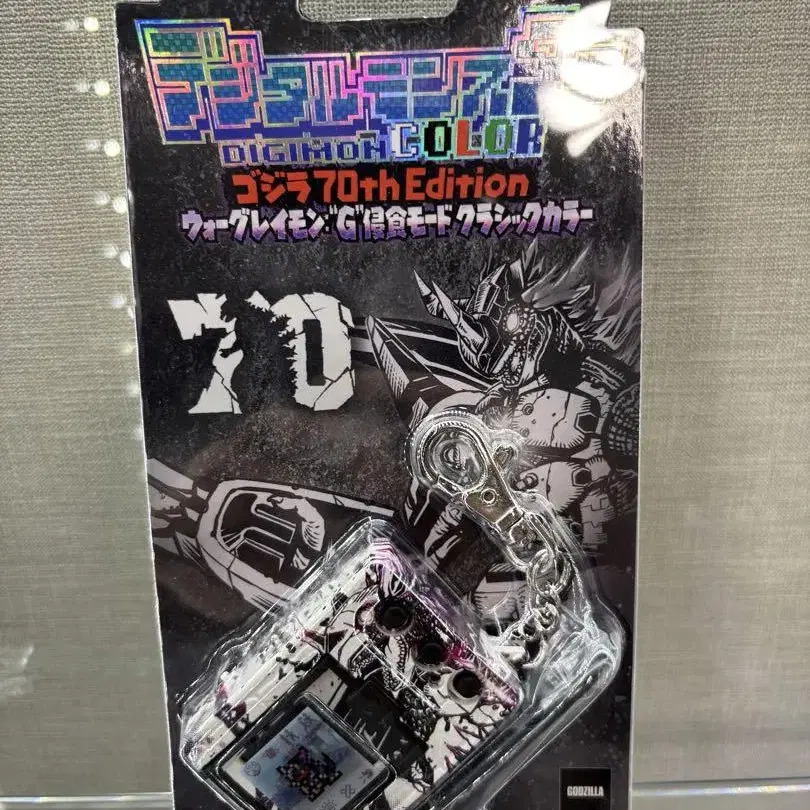 デジタルモンスター
DIGIMON COLOR
ゴジラ70th Edition
ウォーグレイモン:"G"侵食モード クラシックカラー
70
GODZILLA